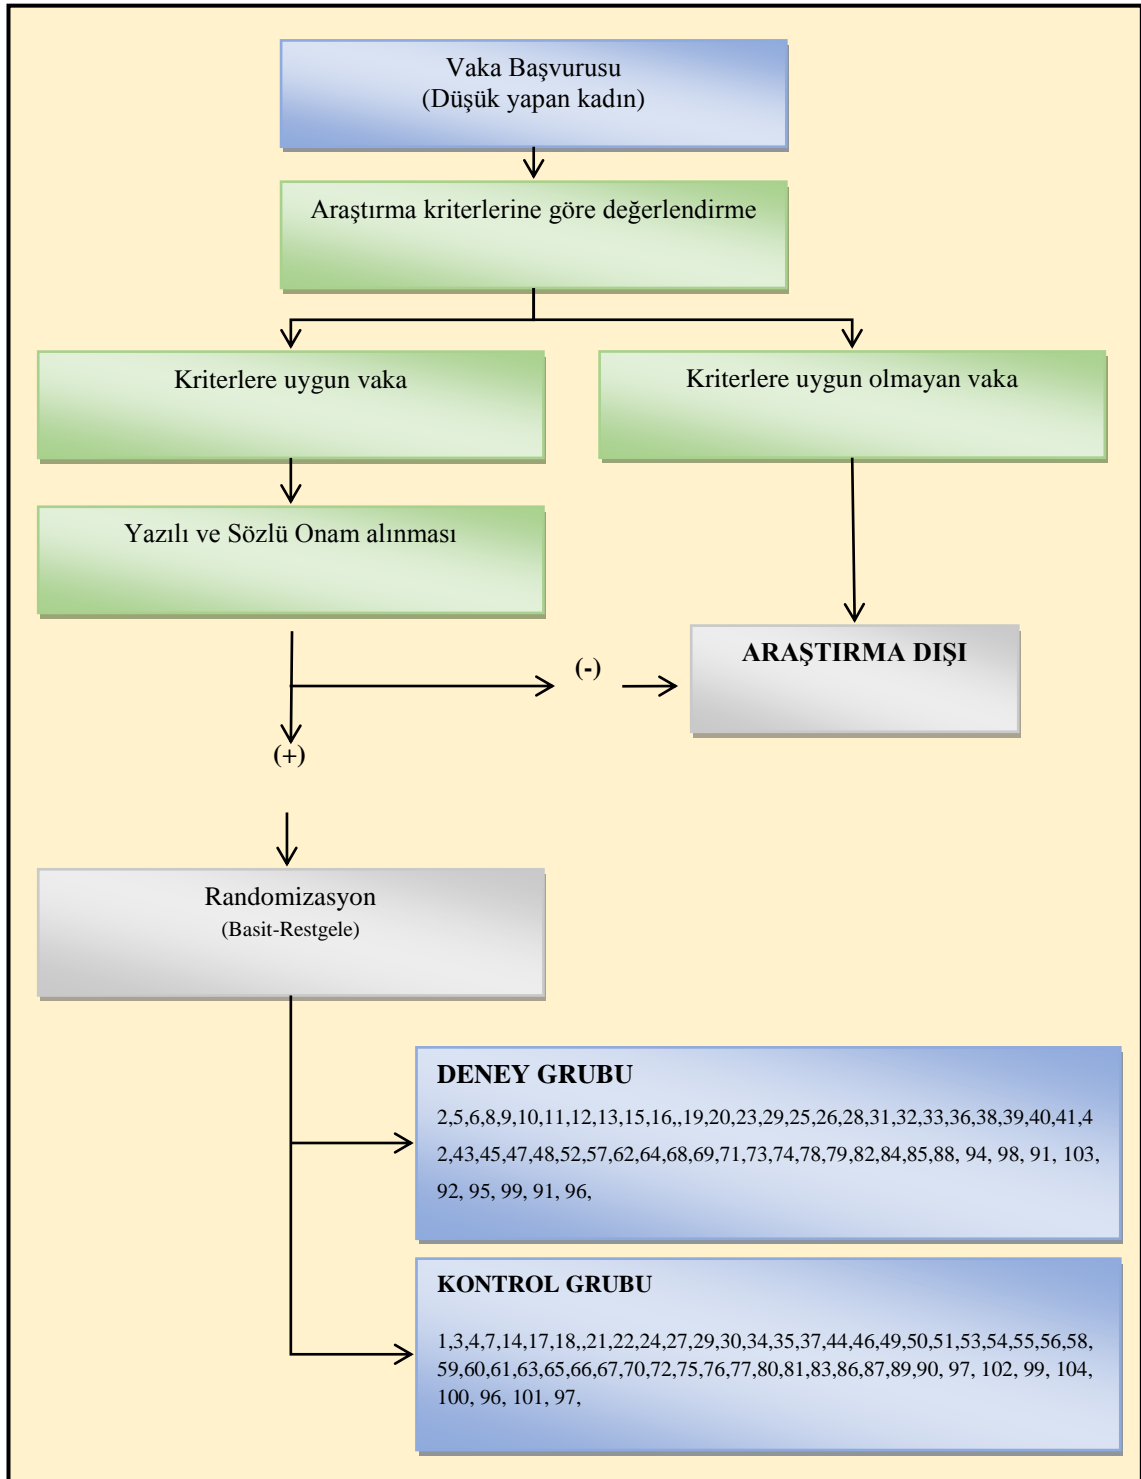 Vaka Başvurusu
(Düşük yapan kadın)
Araştırma kriterlerine göre değerlendirme
Kriterlere uygun vaka
Kriterlere uygun olmayan vaka
Yazılı ve Sözlü Onam alınması
ARAŞTIRMA DIŞI
(-)
(+)
Randomizasyon
(Basit-Restgele)
DENEY GRUBU
2,5,6,8,9,10,11,12,13,15,16,,19,20,23,29,25,26,28,31,32,33,36,38,39,40,41,4
2,43,45,47,48,52,57,62,64,68,69,71,73,74,78,79,82,84,85,88, 94, 98, 91, 103,
92, 95, 99, 91, 96,
KONTROL GRUBU
1,3,4,7,14,17,18,,21,22,24,27,29,30,34,35,37,44,46,49,50,51,53,54,55,56,58,
59,60,61,63,65,66,67,70,72,75,76,77,80,81,83,86,87,89,90, 97, 102, 99, 104,
100, 96, 101, 97,